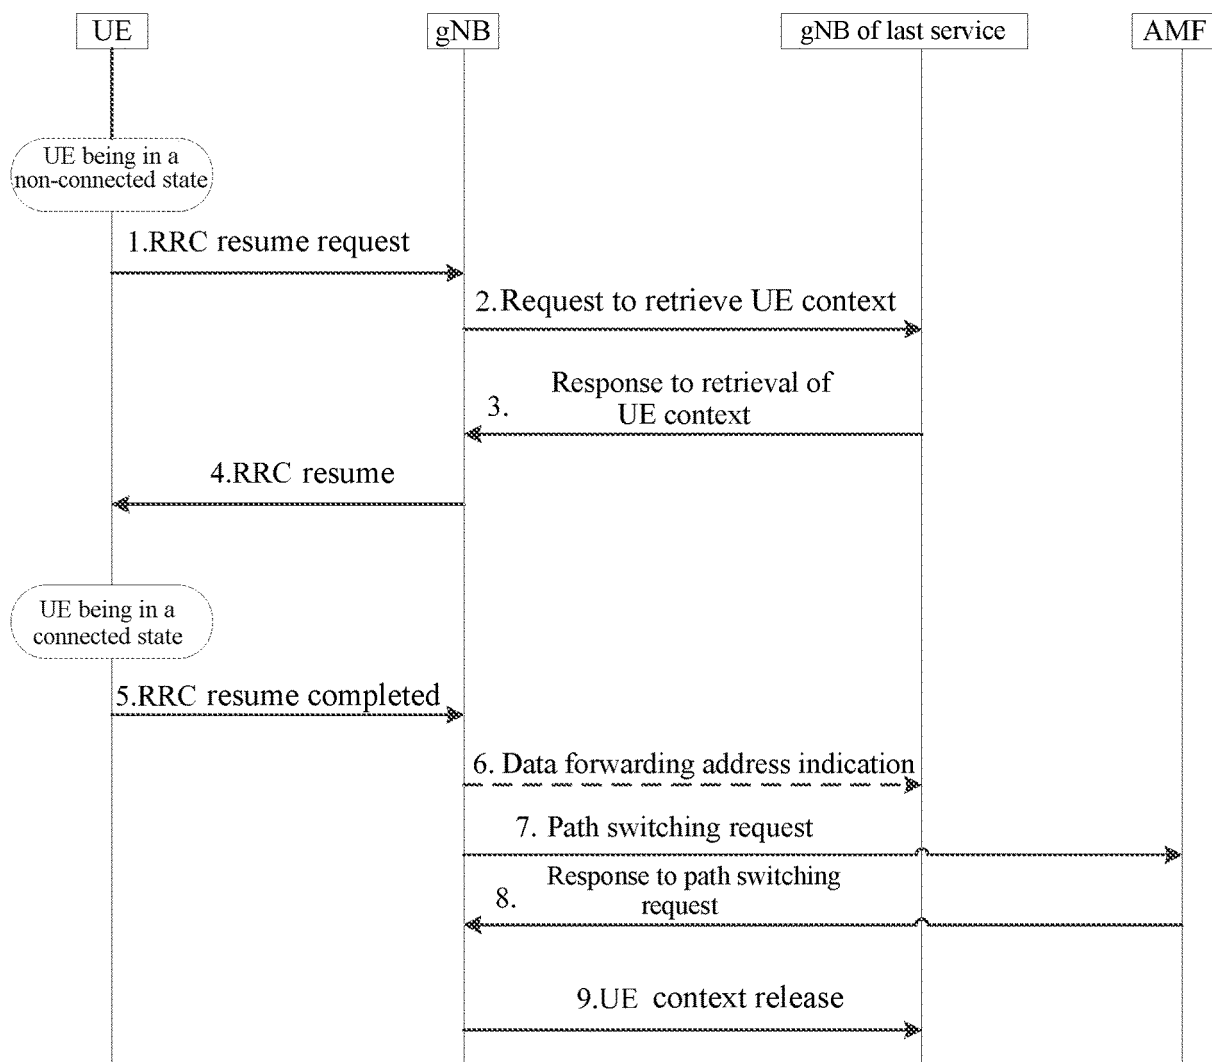 UE
gNB
gNB of last service
AMF
UE being in a
non-connected state
1.RRC resume request
2.Request to retrieve UE context
Response to retrieval of
3.
UE context
4.RRC resume
UE being in a
connected state
5.RRC resume completed
6. Data forwarding address indication
7. Path switching request
Response to path switching
8.
request
9.UE context release